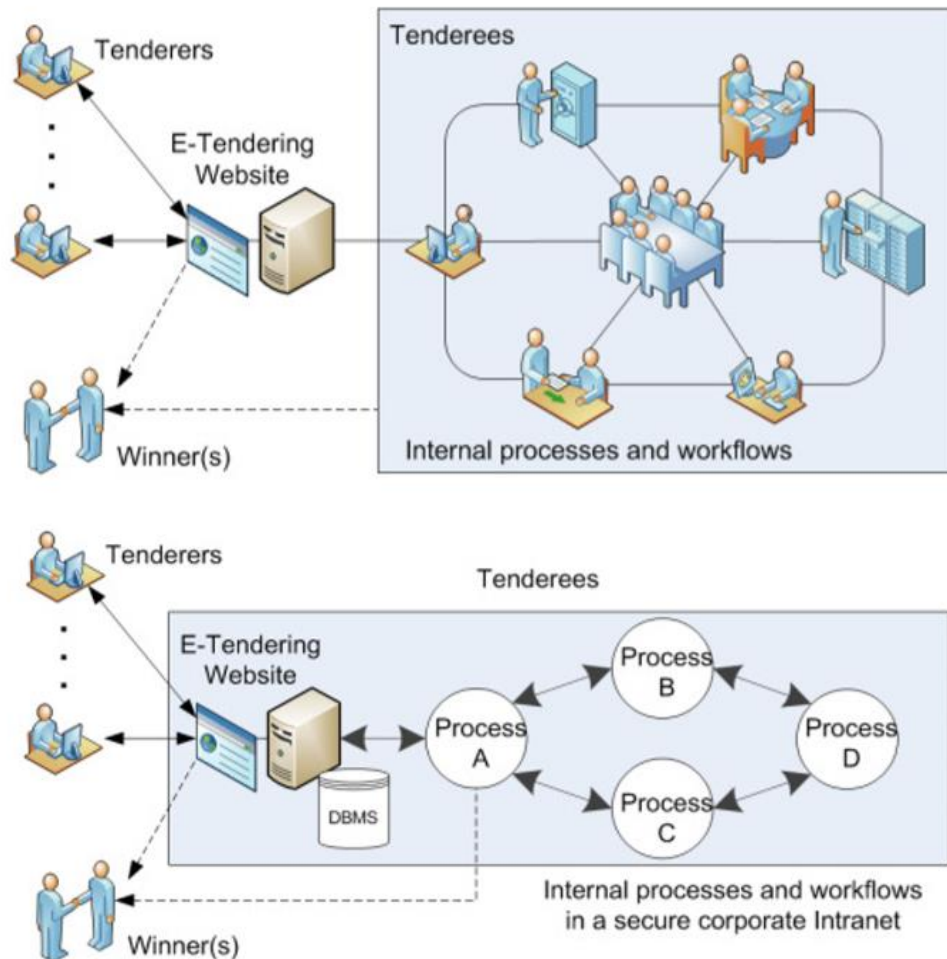 Tenderers
Tenderees
E-Tendering
Website
Winner(s)
Internal processes and workflows
Tenderers
Tenderees
E-Tendering
Website
Process
A
Process
B
Process
C
Process
D
DBMS
Internal processes and workflows
in a secure corporate Intranet
Winner(s)